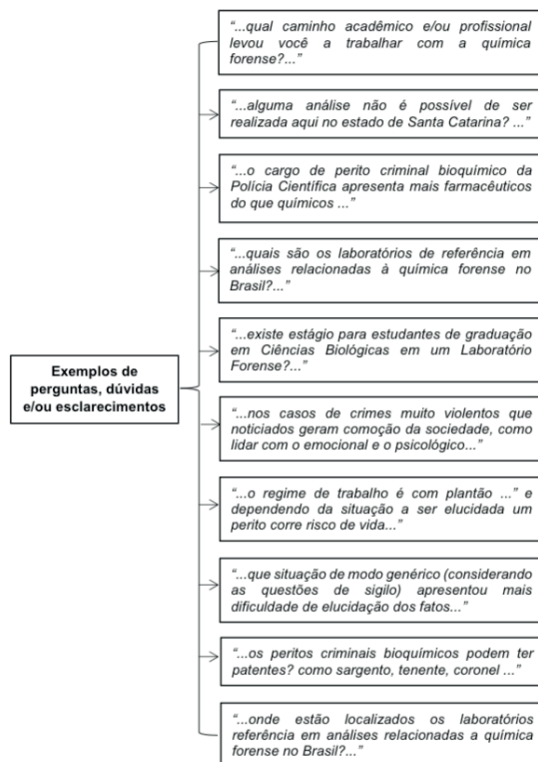 “...qual caminho acadêmico e/ou profissional
levou você a trabalhar com a química
forense?...”
“...alguma análise não é possível de ser
realizada aqui no estado de Santa Catarina? ...”
“...o cargo de perito criminal bioquímico da
Polícia Científica apresenta mais farmacêuticos
do que químicos ...”
“...quais são os laboratórios de referência em
análises relacionadas à química forense no
Brasil?...”
“...existe estágio para estudantes de graduação
em Ciências Biológicas em um Laboratório
Forense?...”
Exemplos de
perguntas, dúvidas
e/ou esclarecimentos
“...nos casos de crimes muito violentos que
noticiados geram comoção da sociedade, como
lidar com o emocional e o psicológico...”
“...o regime de trabalho é com plantão ...” e
dependendo da situação a ser elucidada um
perito corre risco de vida...”
“...que situação de modo genérico (considerando
as questões de sigilo) apresentou mais
dificuldade de elucidação dos fatos...”
“...os peritos criminais bioquímicos podem ter
patentes? como sargento, tenente, coronel ...”
“...onde estão localizados os laboratórios
referência em análises relacionadas a química
forense no Brasil?...”